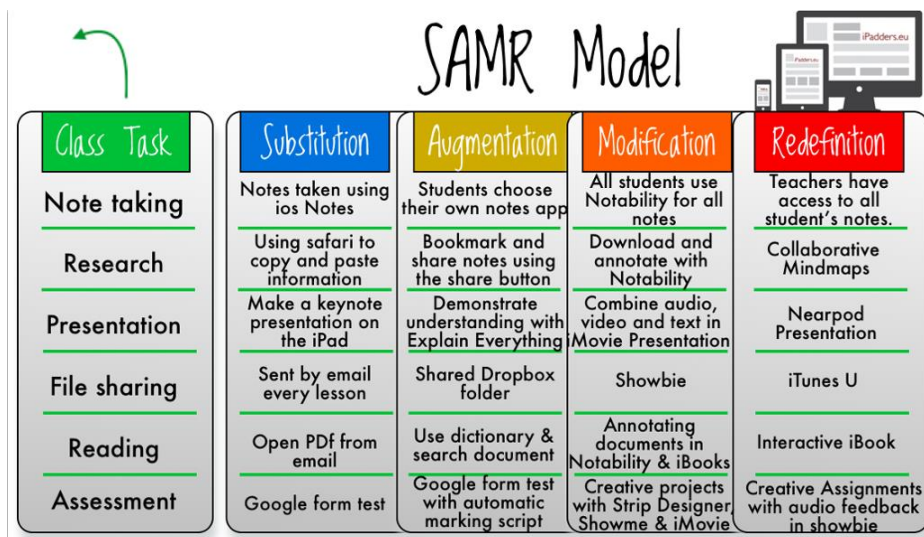 SAMR Model
iPadders.eu
iPadders.eu
Class Task
Substitution
Augmentation
Modification
Redefinition
Note taking
Notes taken using
ios Notes
Students choose
their own notes app
All students use
Notability for all
notes
Teachers have
access to all
student's notes.
Research
Using safari to
copy and paste
information
Bookmark and
share notes using
the share button
Download and
annotate with
Notability
Collaborative
Mindmaps
Presentation
Make a keynote
presentation on
the iPad
Demonstrate
understanding with
Explain Everything
Combine audio,
video and text in
iMovie Presentation
Nearpod
Presentation
File sharing
Sent by email
every lesson
Shared Dropbox
folder
Showbie
iTunes U
Reading
Open PDf from
email
Use dictionary &
search document
Annotating
documents in
Notability & iBooks
Interactive iBook
Assessment
Google form test
Google form test
with automatic
marking script
Creative projects
with Strip Designer,
Showme & iMovie
Creative Assignments
with audio feedback
in showbie